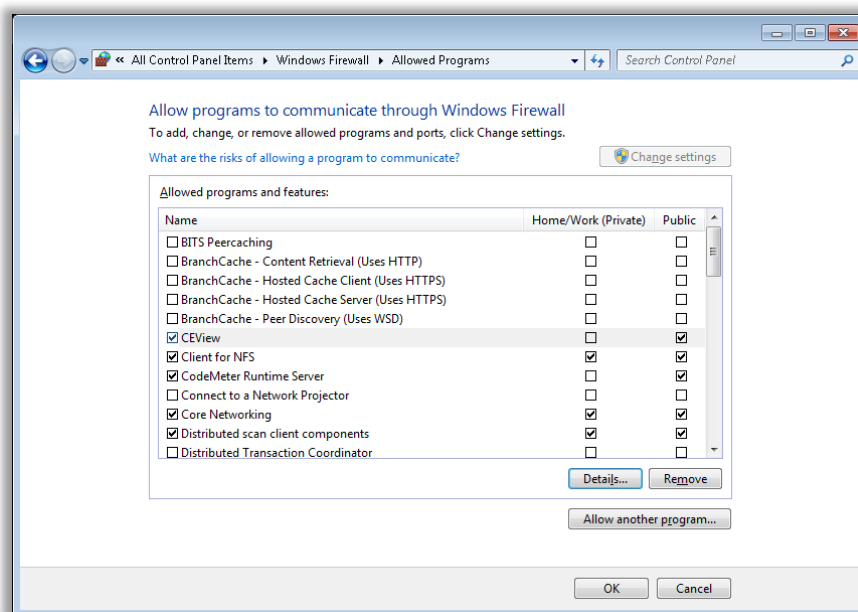 « All Control Panel Items ▸ Windows Firewall ▸ Allowed Programs
Search Control Panel
Allow programs to communicate through Windows Firewall
To add, change, or remove allowed programs and ports, click Change settings.
What are the risks of allowing a program to communicate?
Change settings
Allowed programs and features:
Name Home/Work (Private) Public
BITS Peercaching
BranchCache - Content Retrieval (Uses HTTP)
BranchCache - Hosted Cache Client (Uses HTTPS)
BranchCache - Hosted Cache Server (Uses HTTPS)
BranchCache - Peer Discovery (Uses WSD)
CEView
Client for NFS
CodeMeter Runtime Server
Connect to a Network Projector
Core Networking
Distributed scan client components
Distributed Transaction Coordinator
Details... Remove
Allow another program...
OK Cancel